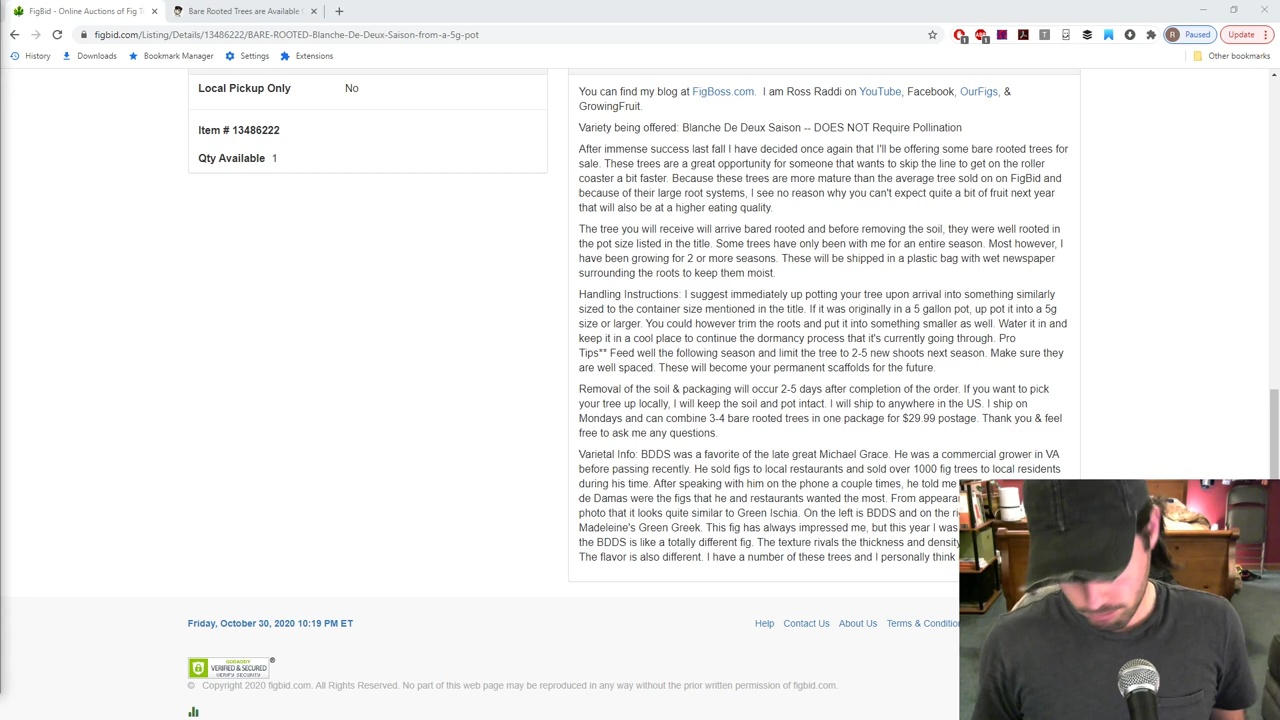 FigBid - Online Auctions of Fig T
Bare Rooted Trees are Available
figbid.com/Listing/Details/13486222/BARE-ROOTED-Blanche-De-Deux-Saison-from-a-5g-pot
Paused
Update
History
Downloads
Bookmark Manager
Settings
Extensions
Other bookmarks
Local Pickup Only No
Item # 13486222
Qty Available 1
You can find my blog at FigBoss.com. I am Ross Raddi on YouTube, Facebook, OurFigs, &
GrowingFruit.
Variety being offered: Blanche De Deux Saison -- DOES NOT Require Pollination
After immense success last fall I have decided once again that I'll be offering some bare rooted trees for
sale. These trees are a great opportunity for someone that wants to skip the line to get on the roller
coaster a bit faster. Because these trees are more mature than the average tree sold on on FigBid and
because of their large root systems, I see no reason why you can't expect quite a bit of fruit next year
that will also be at a higher eating quality.
The tree you will receive will arrive bared rooted and before removing the soil, they were well rooted in
the pot size listed in the title. Some trees have only been with me for an entire season. Most however, I
have been growing for 2 or more seasons. These will be shipped in a plastic bag with wet newspaper
surrounding the roots to keep them moist.
Handling Instructions: I suggest immediately up potting your tree upon arrival into something similarly
sized to the container size mentioned in the title. If it was originally in a 5 gallon pot, up pot it into a 5g
size or larger. You could however trim the roots and put it into something smaller as well. Water it in and
keep it in a cool place to continue the dormancy process that it's currently going through. Pro
Tips** Feed well the following season and limit the tree to 2-5 new shoots next season. Make sure they
are well spaced. These will become your permanent scaffolds for the future.
Removal of the soil & packaging will occur 2-5 days after completion of the order. If you want to pick
your tree up locally, I will keep the soil and pot intact. I will ship to anywhere in the US. I ship on
Mondays and can combine 3-4 bare rooted trees in one package for $29.99 postage. Thank you & feel
free to ask me any questions.
Varietal Info: BDDS was a favorite of the late great Michael Grace. He was a commercial grower in VA
before passing recently. He sold figs to local restaurants and sold over 1000 fig trees to local residents
during his time. After speaking with him on the phone a couple times, he told me
de Damas were the figs that he and restaurants wanted the most. From appearan
photo that it looks quite similar to Green Ischia. On the left is BDDS and on the ri
Madeleine's Green Greek. This fig has always impressed me, but this year I was
the BDDS is like a totally different fig. The texture rivals the thickness and density
The flavor is also different. I have a number of these trees and I personally think
Friday, October 30, 2020 10:19 PM ET
Help Contact Us About Us Terms & Condition
GODADDY
VERIFIED & SECURED
VERIFY SECURITY
© Copyright 2020 figbid.com. All Rights Reserved. No part of this web page may be reproduced in any way without the prior written permission of figbid.com.